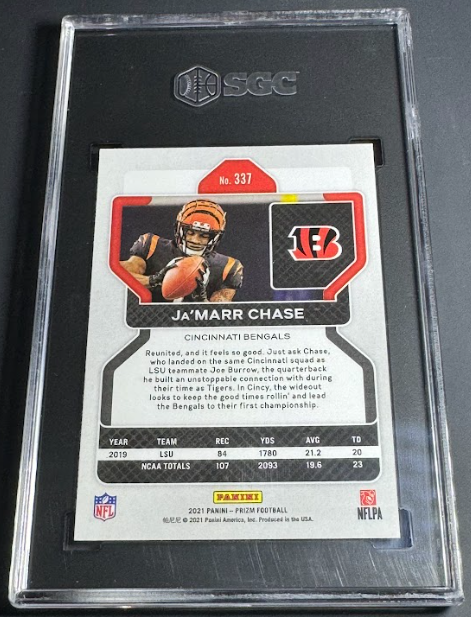 SGC
No. 337
B
JA'MARR CHASE
CINCINNATI BENGALS
Reunited, and it feels so good. Just ask Chase,
who landed on the same Cincinnati squad as
LSU teammate Joe Burrow, the quarterback
he built an unstoppable connection with during
their time as Tigers. In Cincy, the wideout
looks to keep the good times rollin' and lead
the Bengals to their first championship.
YEAR TEAM REC YDS AVG TD
2019 LSU 84 1780 21.2 20
NCAA TOTALS 107 2093 19.6 23
NFL
PANINI
NFLPA
2021 PANINI – PRIZM FOOTBALL
帕尼尼 © 2021 Panini America, Inc. Produced in the USA.